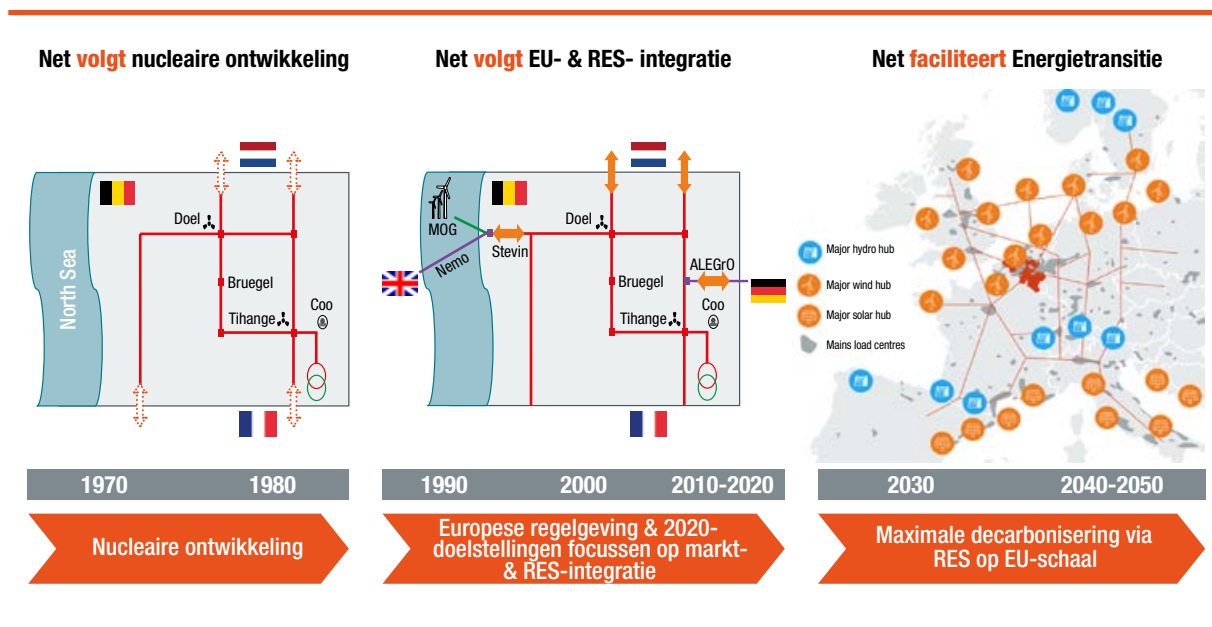 Net volgt nucleaire ontwikkeling
North Sea
Doel
Bruegel
Tihange
Coo
1970
1980
Nucleaire ontwikkeling
Net volgt EU- & RES- integratie
MOG
Nemo
Stevin
Doel
ALEGrO
Bruegel
Coo
Tihange
1990
2000
2010-2020
Europese regelgeving & 2020-
doelstellingen focussen op markt-
& RES-integratie
Net faciliteert Energietransitie
Major hydro hub
Major wind hub
Major solar hub
Mains load centres
2030
2040-2050
Maximale decarbonisering via
RES op EU-schaal